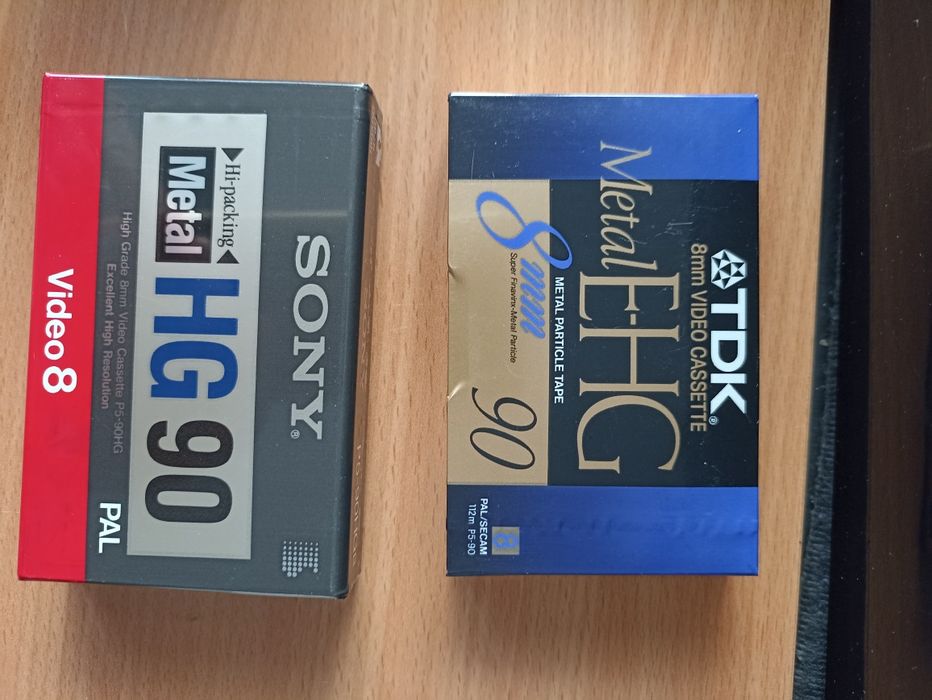 SONY®
▶Hi-packing◀
Metal HG 90
High Grade 8mm Video Cassette P5-90HG
Excellent High Resolution
PAL
Video 8
TDK®
8mm VIDEO CASSETTE
Metal E-HG
METAL PARTICLE TAPE
8mm
Super Finavinx-Metal Particle
90
8
PAL/SECAM
112m P5-90